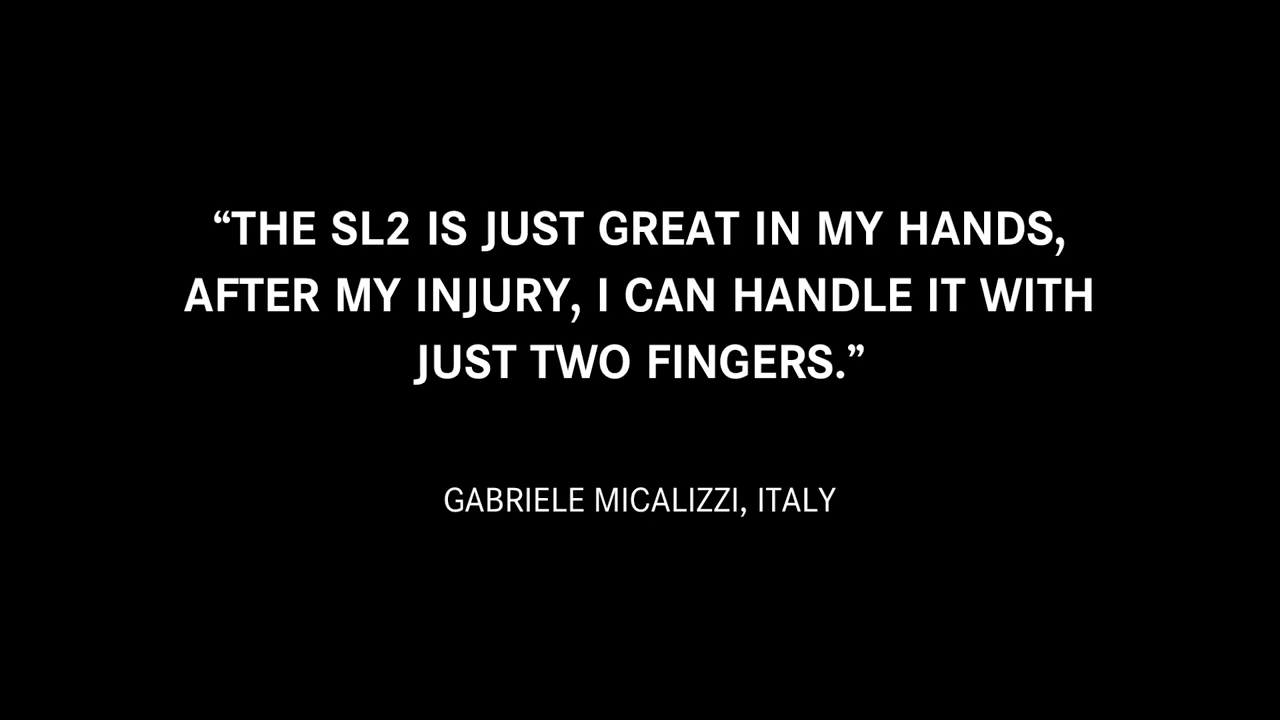 “THE SL2 IS JUST GREAT IN MY HANDS,
AFTER MY INJURY, I CAN HANDLE IT WITH
JUST TWO FINGERS.”
GABRIELE MICALIZZI, ITALY